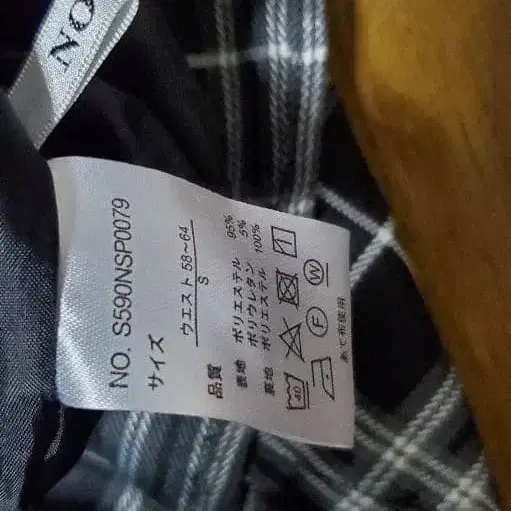 NO
NO. S590NSP0079
サイズ
ウエスト 58～64
S
品質
表地 ポリエステル 95%
ポリウレタン 5%
裏地 ポリエステル 100%
40
F
W
あて布使用